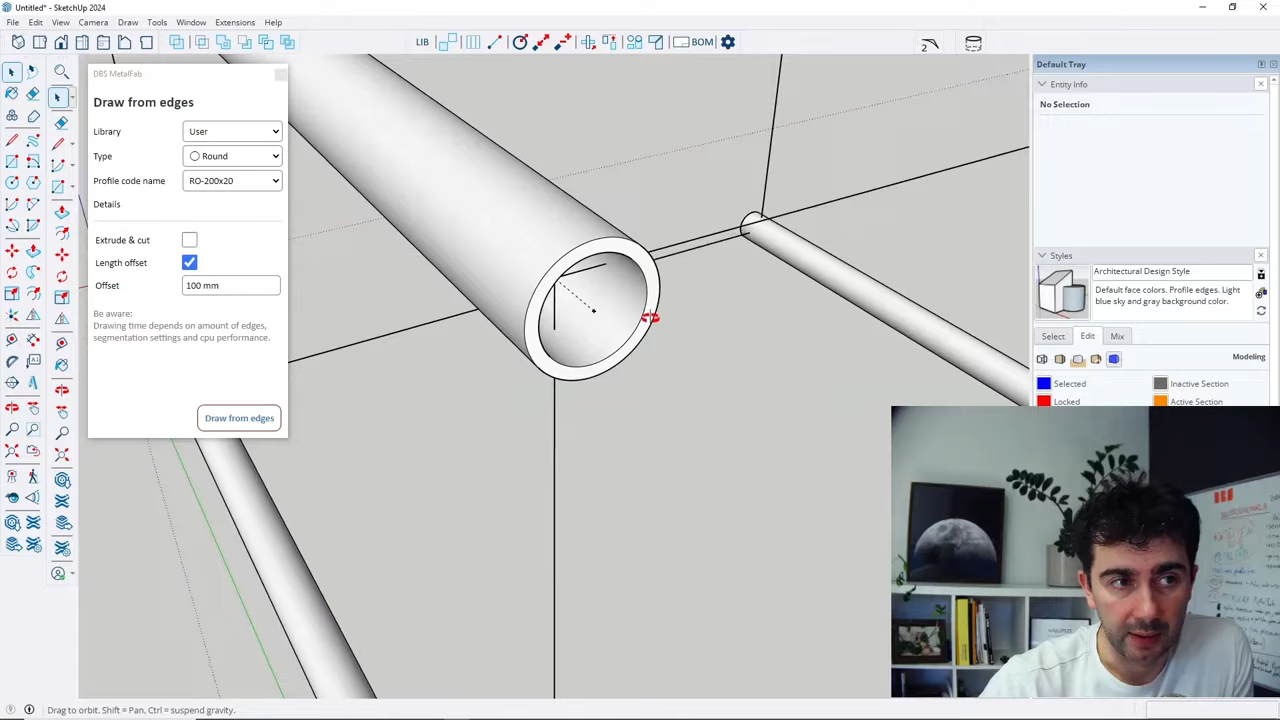 Untitled* - SketchUp 2024
File Edit View Camera Draw Tools Window Extensions Help
LIB
BOM
2
DBS MetalFab
Draw from edges
Library User
Type Round
Profile code name RO-200x20
Details
Extrude & cut
Length offset
Offset 100 mm
Be aware:
Drawing time depends on amount of edges,
segmentation settings and cpu performance.
Draw from edges
Default Tray
Entity Info
No Selection
Styles
Architectural Design Style
Default face colors. Profile edges. Light
blue sky and gray background color.
Select Edit Mix
Modeling
Selected Inactive Section
Locked Active Section
Drag to orbit. Shift = Pan, Ctrl = suspend gravity.